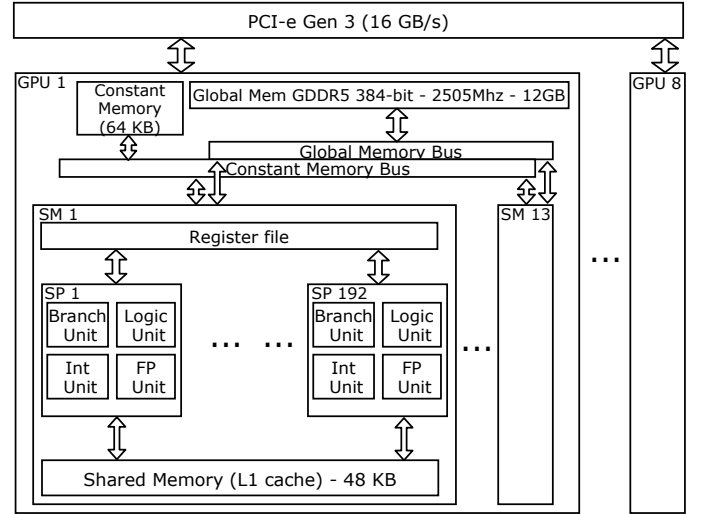 PCI-e Gen 3 (16 GB/s)
GPU 1
Constant
Memory
(64 KB)
Global Mem GDDR5 384-bit - 2505Mhz - 12GB
GPU 8
Global Memory Bus
Constant Memory Bus
SM 1
SM 13
Register file
...
SP 1
SP 192
Branch
Unit
Logic
Unit
Branch
Unit
Logic
Unit
... ...
...
Int
Unit
FP
Unit
Int
Unit
FP
Unit
Shared Memory (L1 cache) - 48 KB